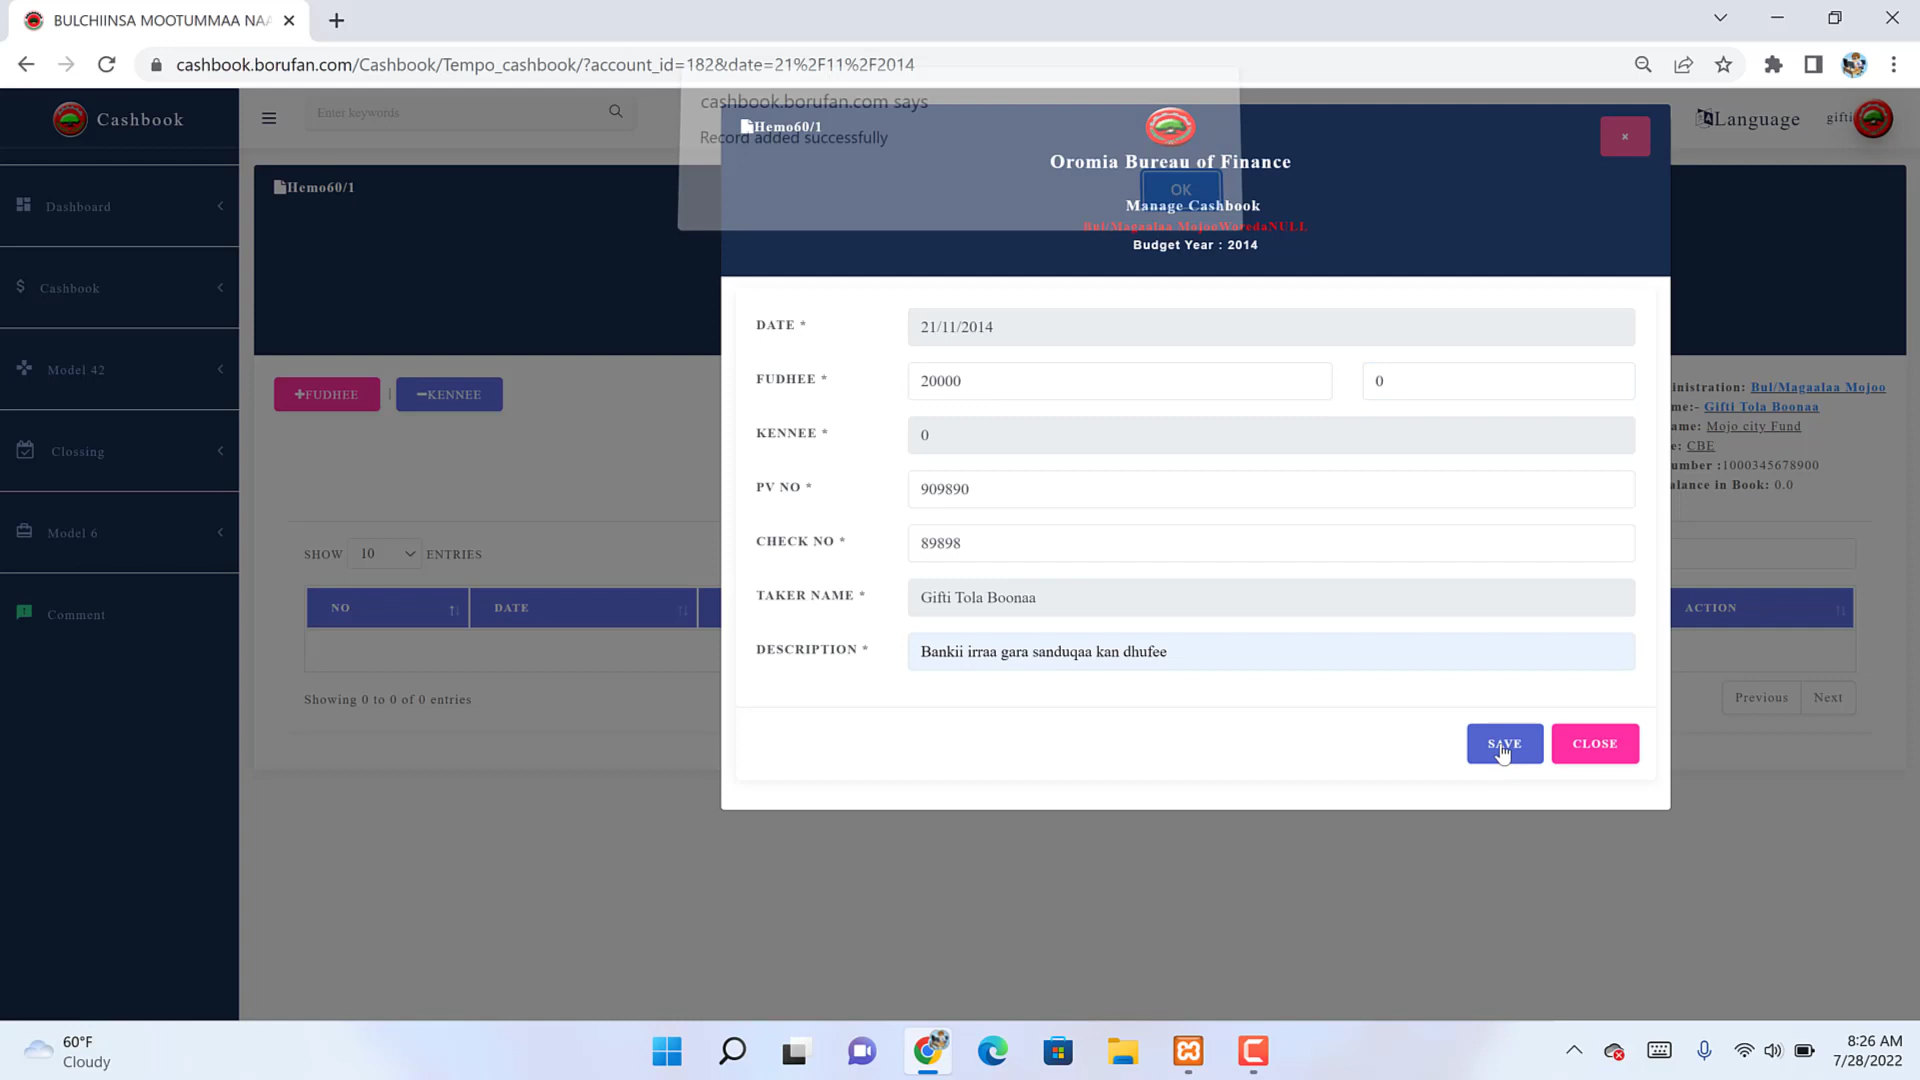 BULCHIINSA MOOTUMMAA NAA
cashbook.borufan.com/Cashbook/Tempo_cashbook/?account_id=182&date=21%2F11%2F2014
Cashbook
Enter keywords
Language
gifti
cashbook.borufan.com says
Record added successfully
OK
Hemo60/1
Oromia Bureau of Finance
Manage Cashbook
Bul/Magaalaa MojooWoredaNULL
Budget Year : 2014
×
Hemo60/1
Dashboard
Cashbook
Model 42
Clossing
Model 6
Comment
FUDHEE
|
KENNEE
DATE *
21/11/2014
FUDHEE *
20000
0
KENNEE *
0
PV NO *
909890
CHECK NO *
89898
TAKER NAME *
Gifti Tola Boonaa
DESCRIPTION *
Bankii irraa gara sanduqaa kan dhufee
SAVE
CLOSE
inistration: Bul/Magaalaa Mojoo
me:- Gifti Tola Boonaa
ame: Mojo city Fund
e: CBE
umber :1000345678900
alance in Book: 0.0
SHOW 10 ENTRIES
NO
DATE
ACTION
Showing 0 to 0 of 0 entries
Previous
Next
60°F
Cloudy
8:26 AM
7/28/2022